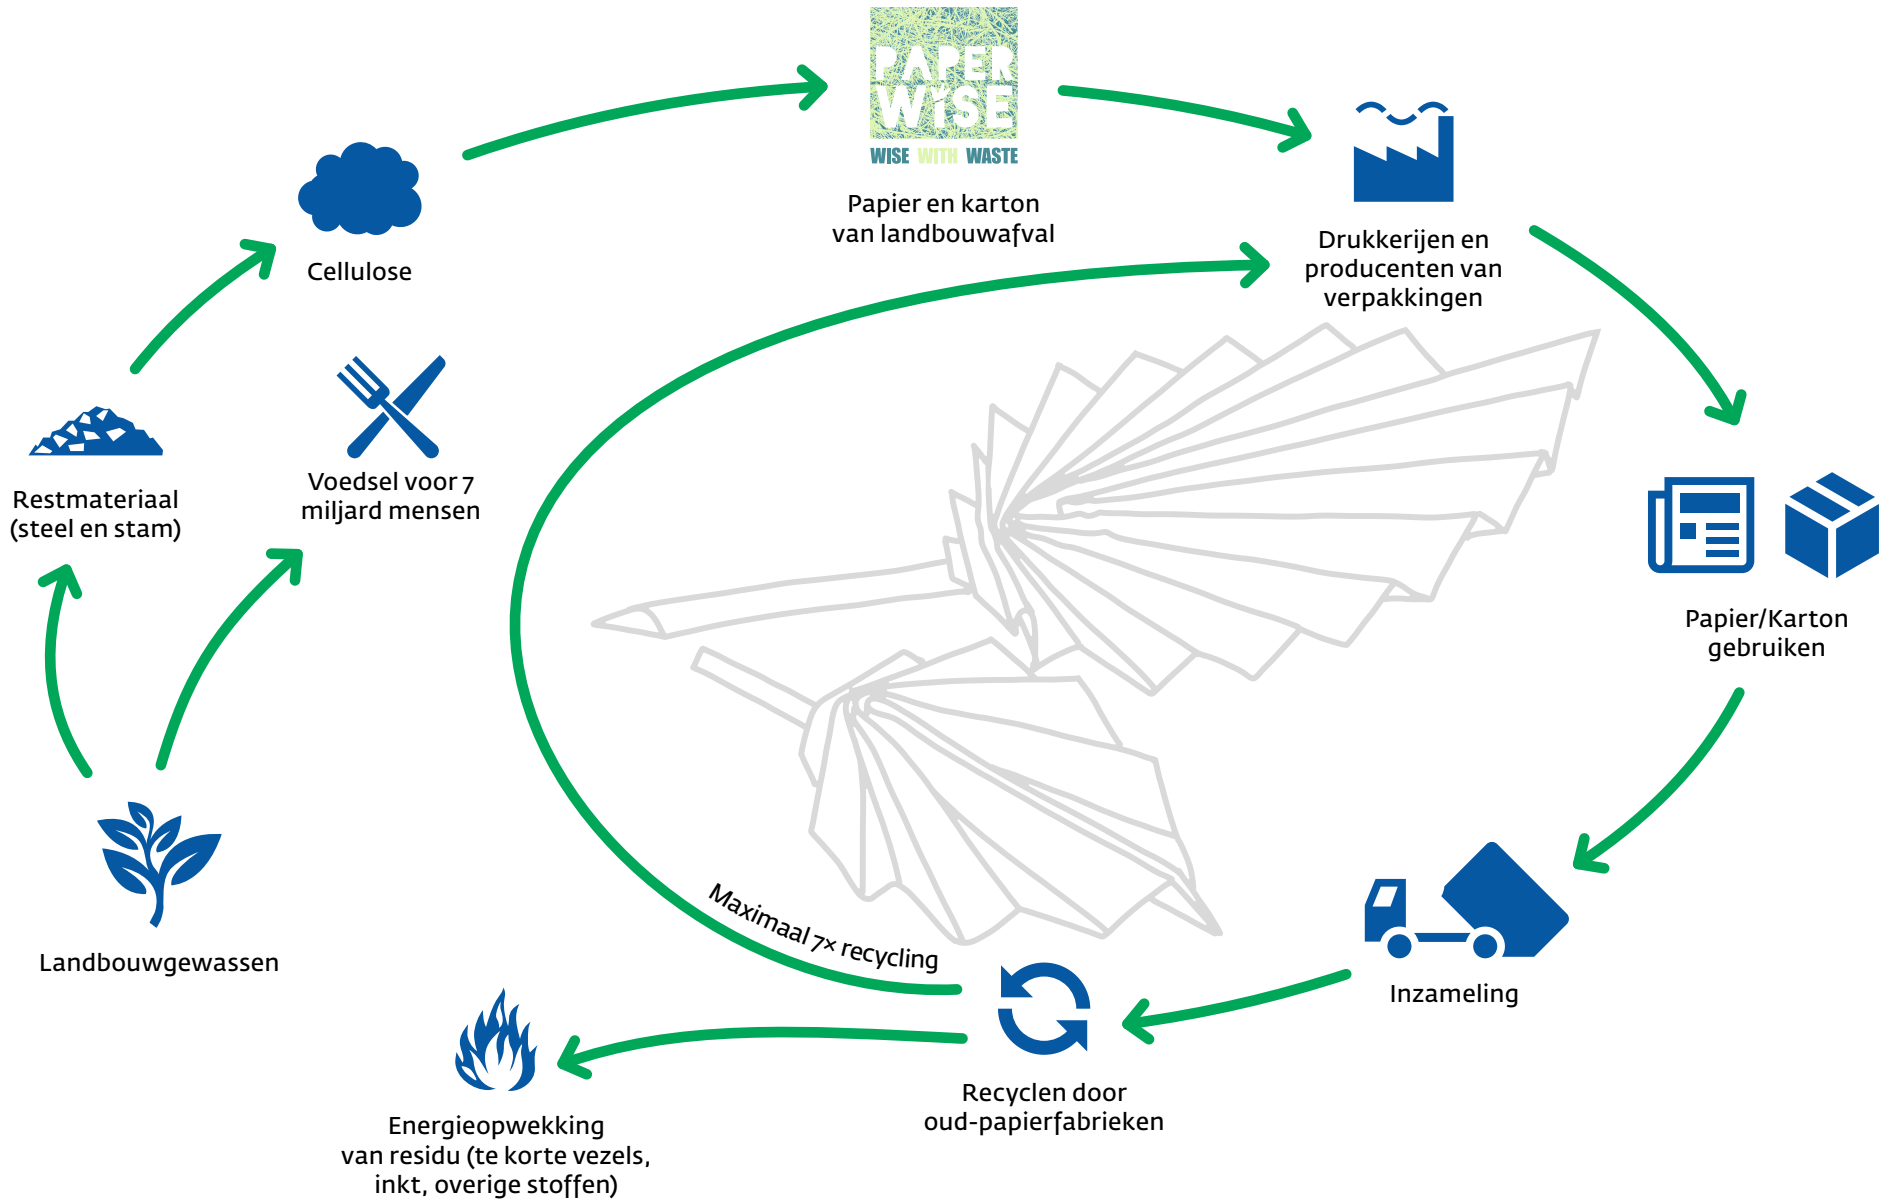 PAPER
WISE
WISE WITH WASTE
Papier en karton
van landbouwafval
Drukkerijen en
producenten van
verpakkingen
Cellulose
Voedsel voor 7
miljard mensen
Restmateriaal
(steel en stam)
Papier/Karton
gebruiken
Landbouwgewassen
Maximaal 7× recycling
Inzameling
Recyclen door
oud-papierfabrieken
Energieopwekking
van residu (te korte vezels,
inkt, overige stoffen)